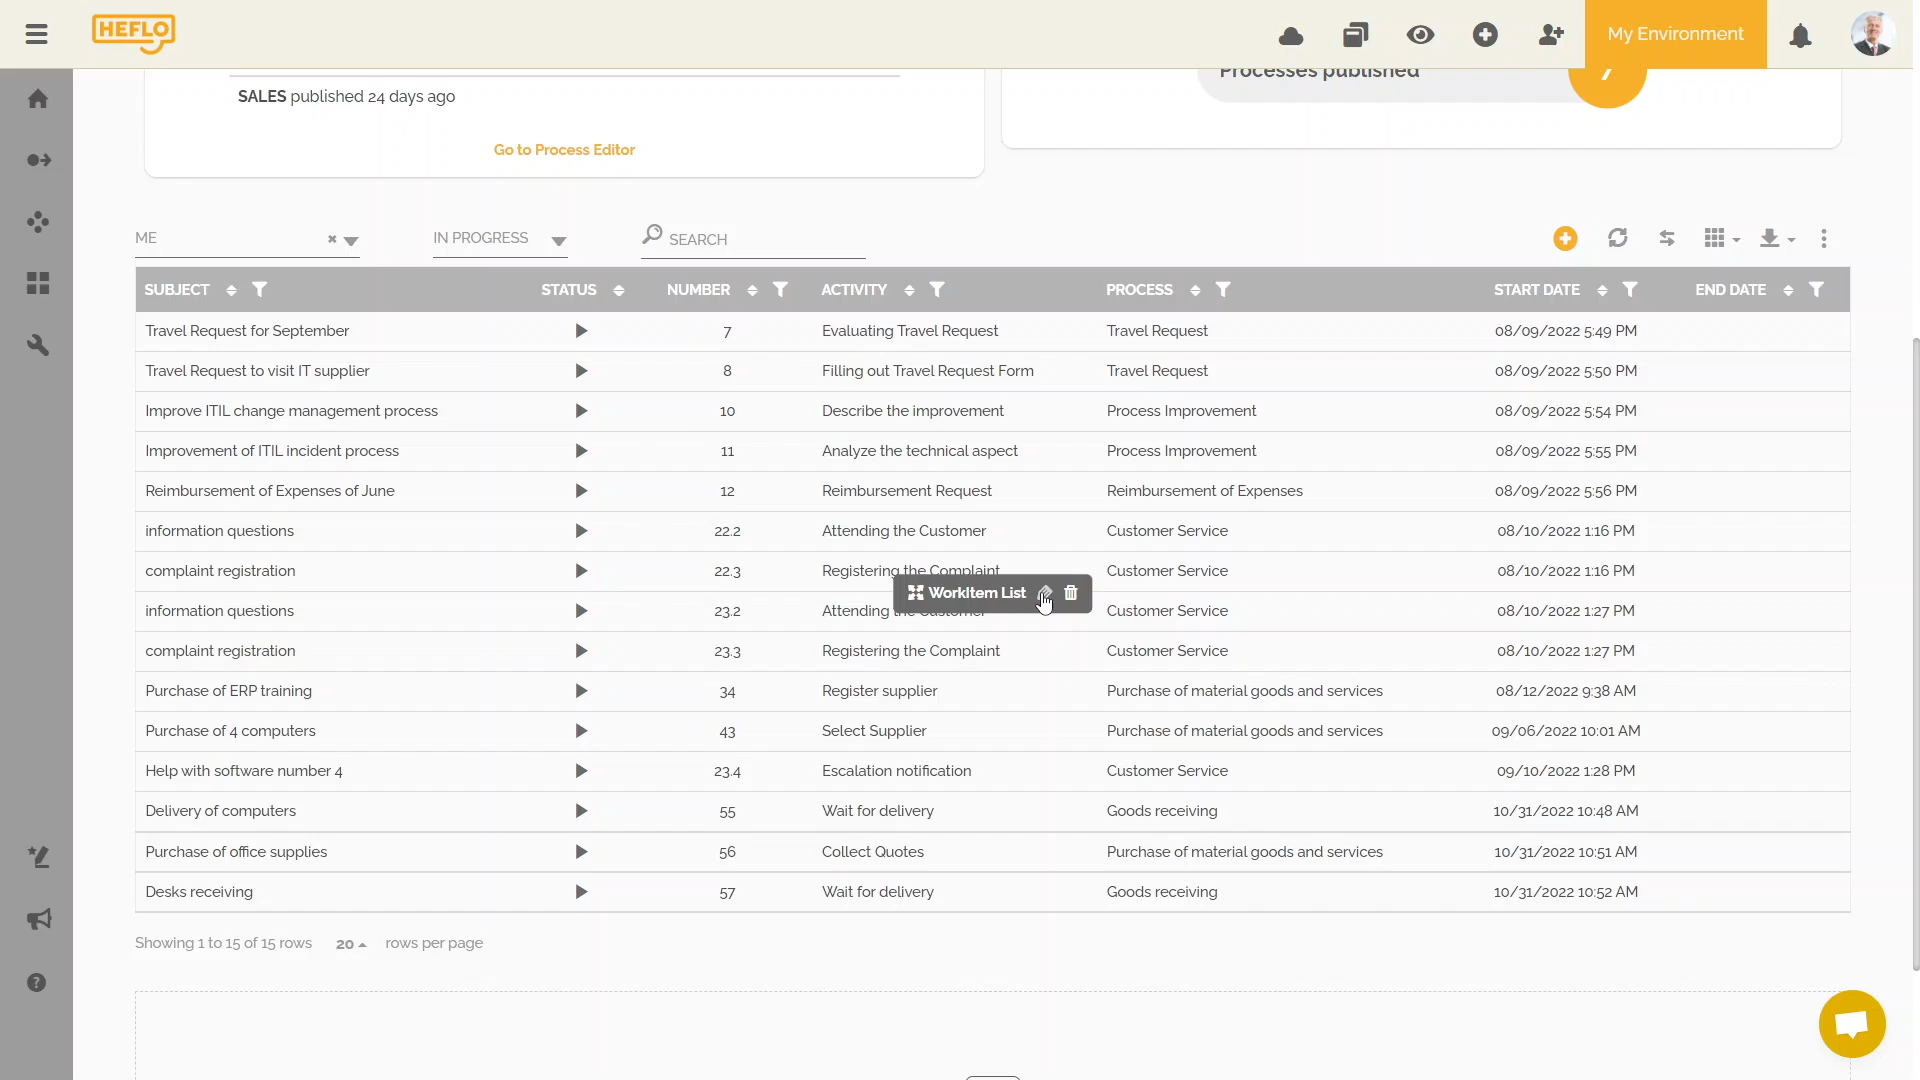 HEFLO
My Environment
SALES published 24 days ago
Go to Process Editor
Processes published
7
ME
IN PROGRESS
SEARCH
SUBJECT STATUS NUMBER ACTIVITY PROCESS START DATE END DATE
Travel Request for September 7 Evaluating Travel Request Travel Request 08/09/2022 5:49 PM
Travel Request to visit IT supplier 8 Filling out Travel Request Form Travel Request 08/09/2022 5:50 PM
Improve ITIL change management process 10 Describe the improvement Process Improvement 08/09/2022 5:54 PM
Improvement of ITIL incident process 11 Analyze the technical aspect Process Improvement 08/09/2022 5:55 PM
Reimbursement of Expenses of June 12 Reimbursement Request Reimbursement of Expenses 08/09/2022 5:56 PM
information questions 22.2 Attending the Customer Customer Service 08/10/2022 1:16 PM
complaint registration 22.3 Registering the Complaint Customer Service 08/10/2022 1:16 PM
WorkItem List
information questions 23.2 Attending the Customer Customer Service 08/10/2022 1:27 PM
complaint registration 23.3 Registering the Complaint Customer Service 08/10/2022 1:27 PM
Purchase of ERP training 34 Register supplier Purchase of material goods and services 08/12/2022 9:38 AM
Purchase of 4 computers 43 Select Supplier Purchase of material goods and services 09/06/2022 10:01 AM
Help with software number 4 23.4 Escalation notification Customer Service 09/10/2022 1:28 PM
Delivery of computers 55 Wait for delivery Goods receiving 10/31/2022 10:48 AM
Purchase of office supplies 56 Collect Quotes Purchase of material goods and services 10/31/2022 10:51 AM
Desks receiving 57 Wait for delivery Goods receiving 10/31/2022 10:52 AM
Showing 1 to 15 of 15 rows 20 rows per page